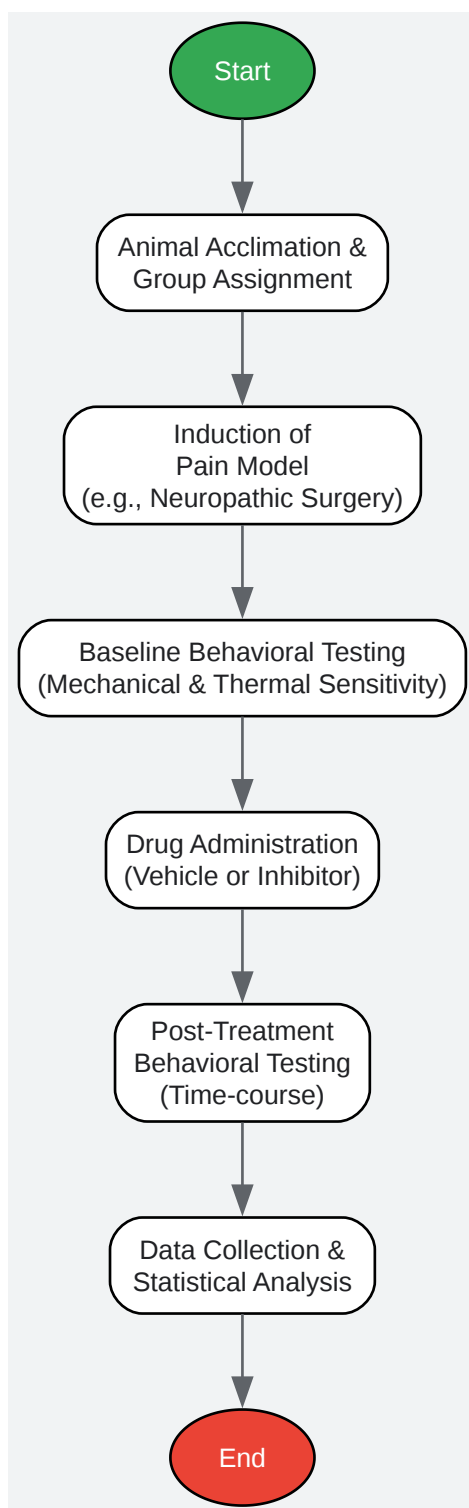 Start
Animal Acclimation &
Group Assignment
Induction of
Pain Model
(e.g., Neuropathic Surgery)
Baseline Behavioral Testing
(Mechanical & Thermal Sensitivity)
Drug Administration
(Vehicle or Inhibitor)
Post-Treatment
Behavioral Testing
(Time-course)
Data Collection &
Statistical Analysis
End